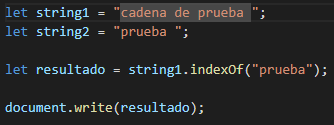 let string1 = "cadena de prueba ";
let string2 = "prueba ";
let resultado = string1.indexOf("prueba");
document.write(resultado);